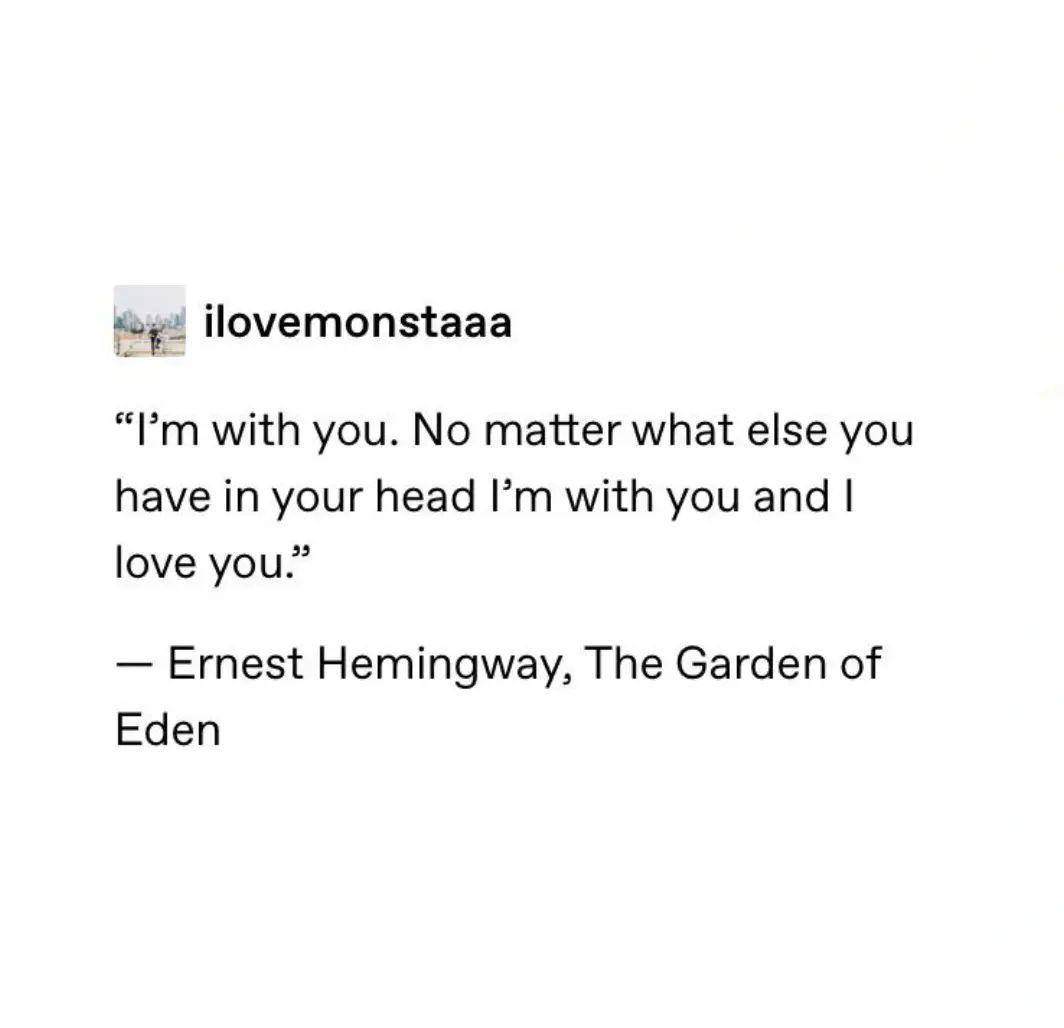 ilovemonstaaa
“I’m with you. No matter what else you
have in your head I’m with you and I
love you.”
— Ernest Hemingway, The Garden of
Eden